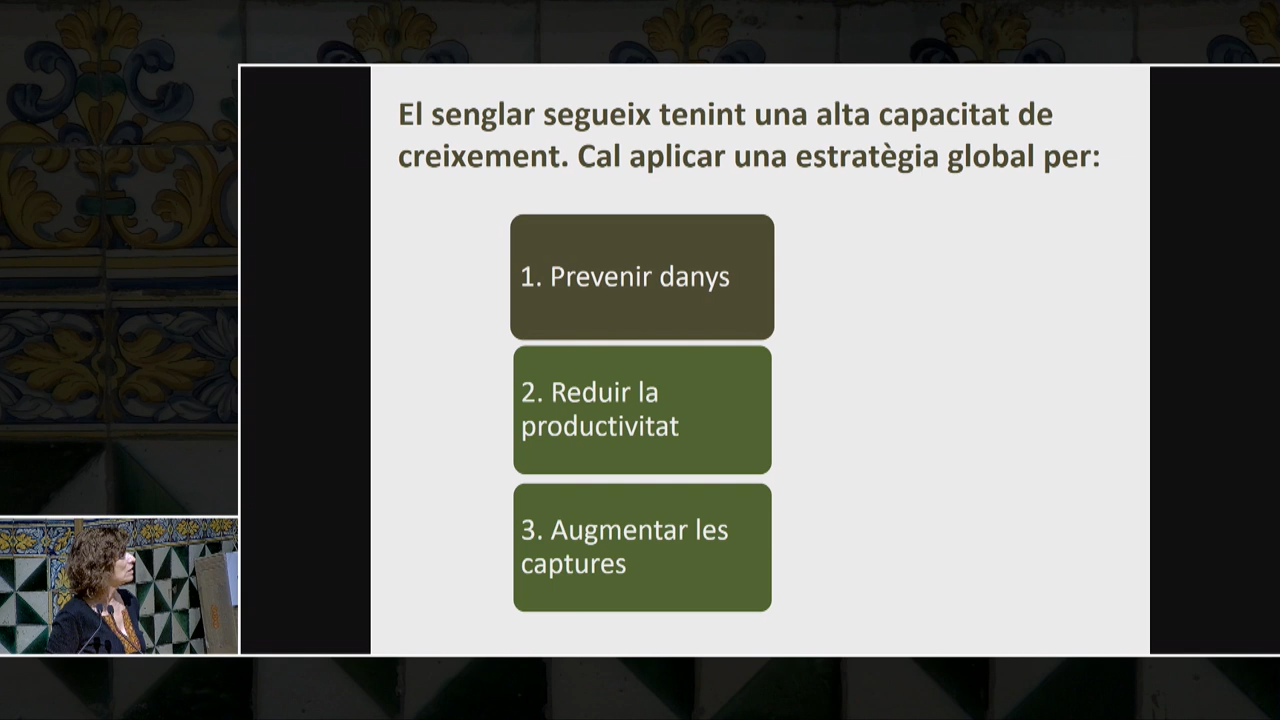 El senglar segueix tenint una alta capacitat de
creixement. Cal aplicar una estratègia global per:
1. Prevenir danys
2. Reduir la
productivitat
3. Augmentar les
captures